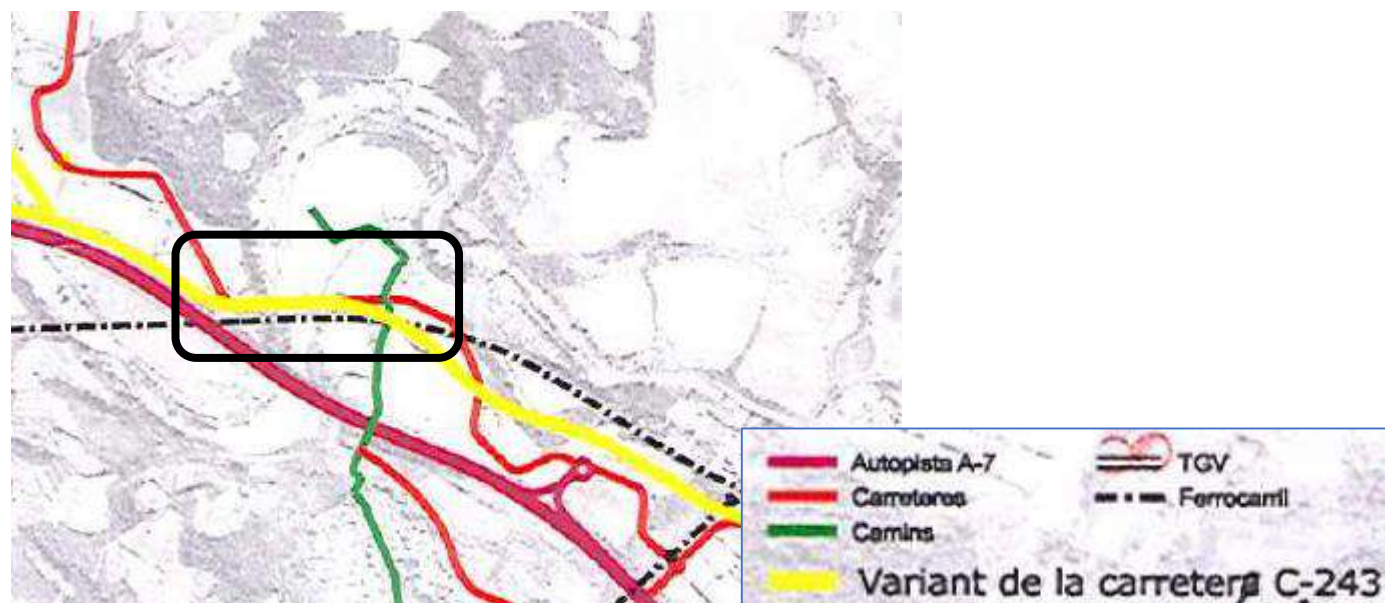 Autopista A-7
Carreteres
Camins
TGV
Ferrocarril
Variant de la carretera C-243